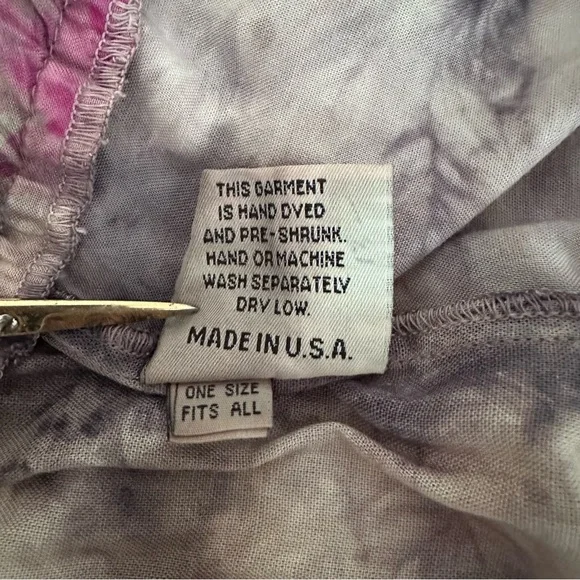 THIS GARMENT
IS HAND DYED
AND PRE-SHRUNK.
HAND OR MACHINE
WASH SEPARATELY
DRY LOW.
MADE IN U.S.A.
ONE SIZE
FITS ALL